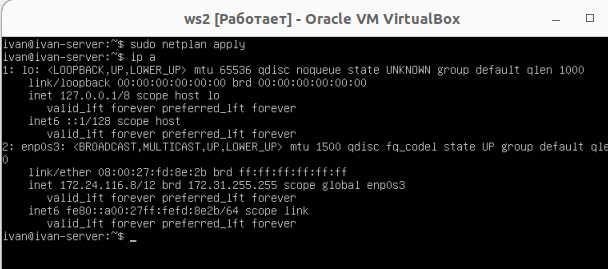 ws2 [Работает] - Oracle VM VirtualBox
ivan@ivan-server:~$ sudo netplan apply
ivan@ivan-server:~$ ip a
1: lo: <LOOPBACK,UP,LOWER_UP> mtu 65536 qdisc noqueue state UNKNOWN group default qlen 1000
    link/loopback 00:00:00:00:00:00 brd 00:00:00:00:00:00
    inet 127.0.0.1/8 scope host lo
       valid_lft forever preferred_lft forever
    inet6 ::1/128 scope host
       valid_lft forever preferred_lft forever
2: enp0s3: <BROADCAST,MULTICAST,UP,LOWER_UP> mtu 1500 qdisc fq_codel state UP group default qlen 
0
    link/ether 08:00:27:fd:8e:2b brd ff:ff:ff:ff:ff:ff
    inet 172.24.116.8/12 brd 172.31.255.255 scope global enp0s3
       valid_lft forever preferred_lft forever
    inet6 fe80::a00:27ff:fefd:8e2b/64 scope link
       valid_lft forever preferred_lft forever
ivan@ivan-server:~$ _